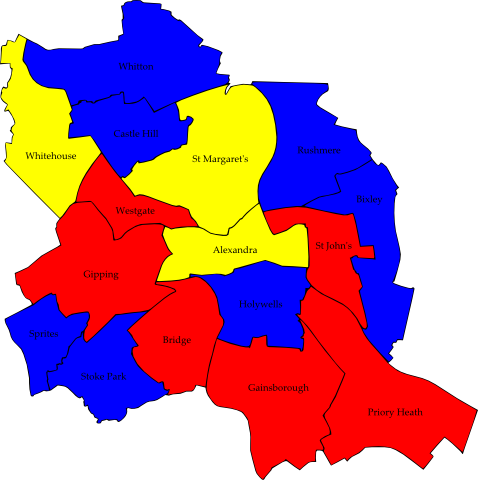 Whitton
Castle Hill
Rushmere
Whitehouse
St Margaret's
Bixley
Westgate
Alexandra
St John's
Gipping
Holywells
Sprites
Bridge
Stoke Park
Gainsborough
Priory Heath